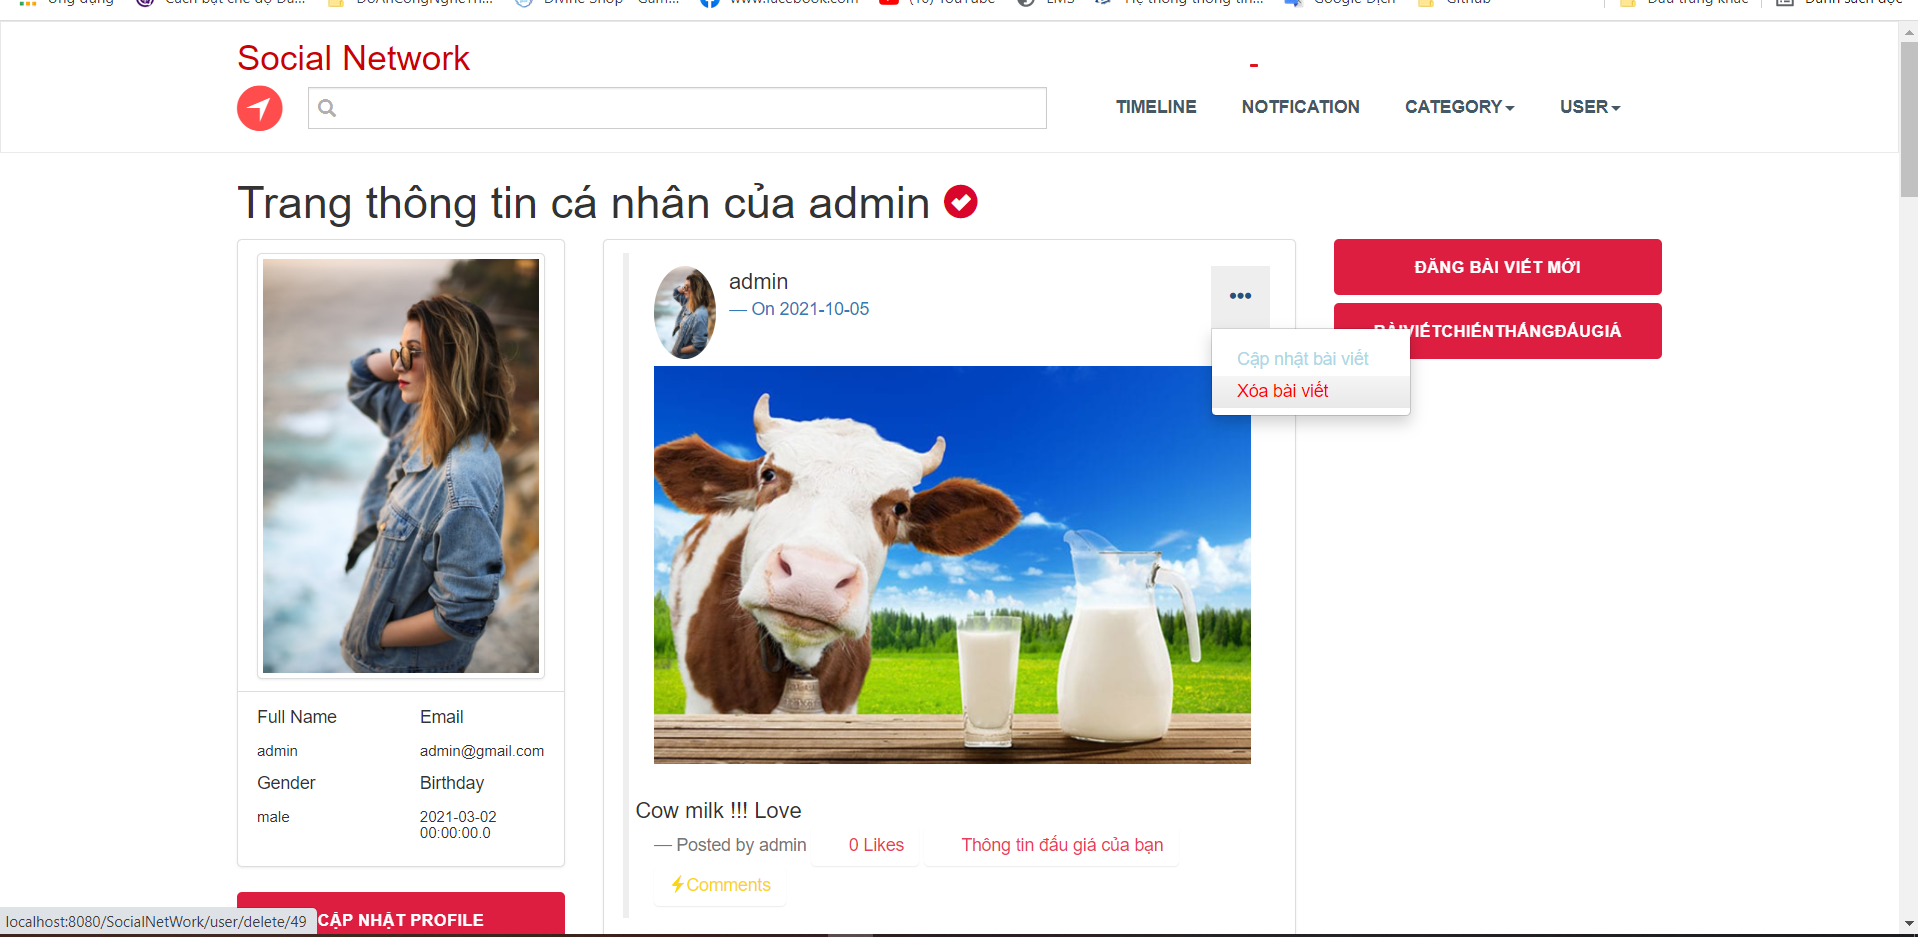 Social Network
TIMELINE NOTFICATION CATEGORY USER
Trang thông tin cá nhân của admin
admin
— On 2021-10-05
Cập nhật bài viết
Xóa bài viết
ĐĂNG BÀI VIẾT MỚI
BÀIVIẾTCHIẾNTHẮNGĐẤUGIÁ
Full Name Email
admin admin@gmail.com
Gender Birthday
male 2021-03-02
00:00:00.0
Cow milk !!! Love
— Posted by admin 0 Likes Thông tin đấu giá của bạn
Comments
CẬP NHẬT PROFILE
localhost:8080/SocialNetWork/user/delete/49